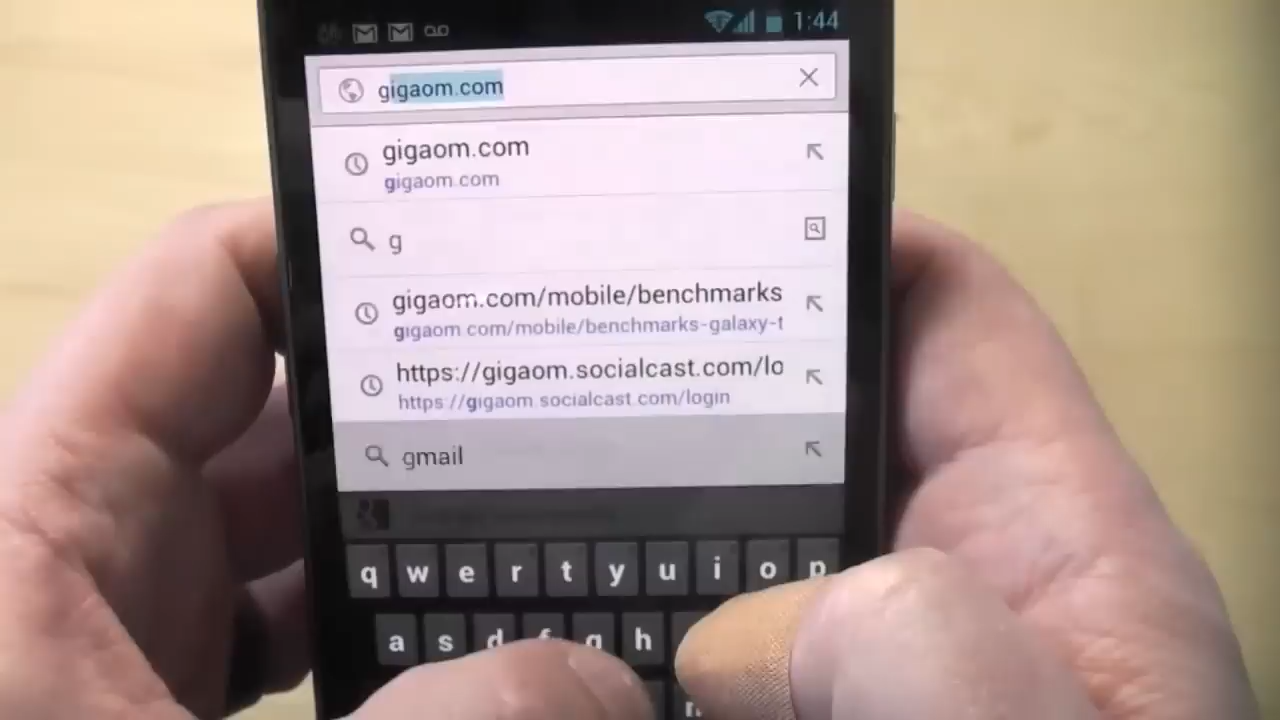 1:44
gigaom.com
gigaom.com
gigaom.com
g
gigaom.com/mobile/benchmarks
gigaom.com/mobile/benchmarks-galaxy-t
https://gigaom.socialcast.com/lo
https://gigaom.socialcast.com/login
gmail
q w e r t y u i o p
a s d f g h